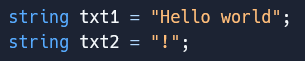 string txt1 = "Hello world";
string txt2 = "!";